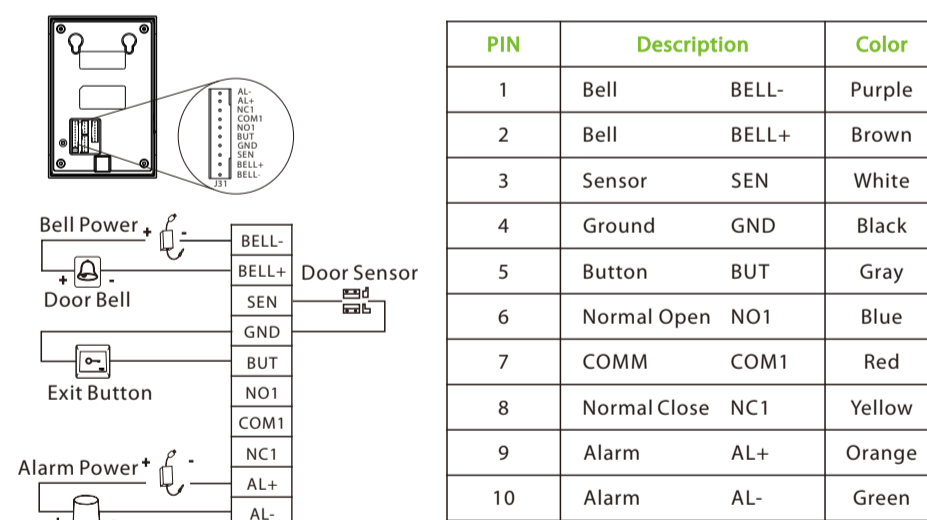 AL-
AL+
NC1
COM1
NO1
BUT
GND
SEN
BELL+
BELL-
J31
Bell Power + -
BELL-
BELL+
+ -
Door Bell
Door Sensor
SEN
GND
BUT
Exit Button
NO1
COM1
NC1
Alarm Power + -
AL+
AL-
+
PIN Description Color
1 Bell BELL- Purple
2 Bell BELL+ Brown
3 Sensor SEN White
4 Ground GND Black
5 Button BUT Gray
6 Normal Open NO1 Blue
7 COMM COM1 Red
8 Normal Close NC1 Yellow
9 Alarm AL+ Orange
10 Alarm AL- Green